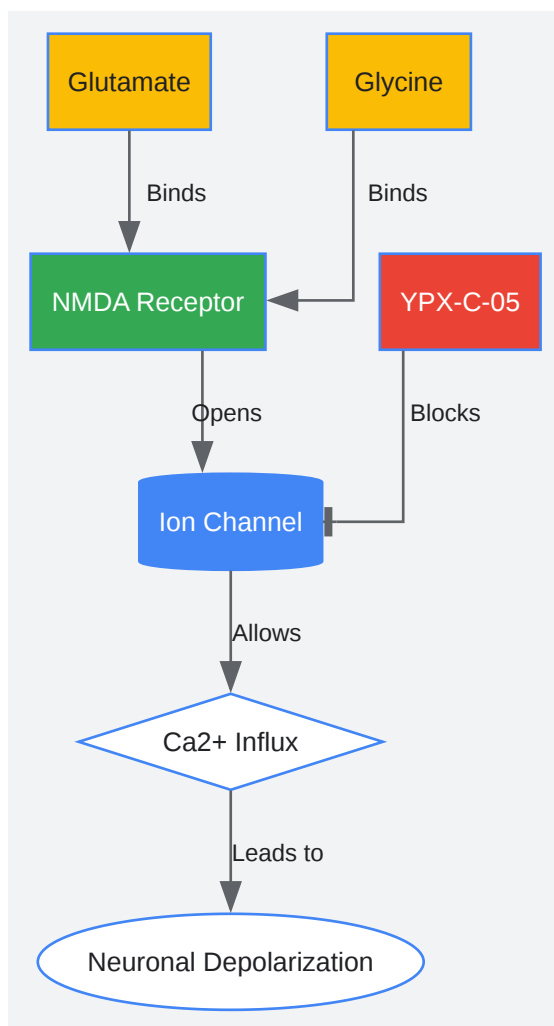 Glutamate
Glycine
Binds
Binds
NMDA Receptor
YPX-C-05
Opens
Blocks
Ion Channel
Allows
Ca2+ Influx
Leads to
Neuronal Depolarization